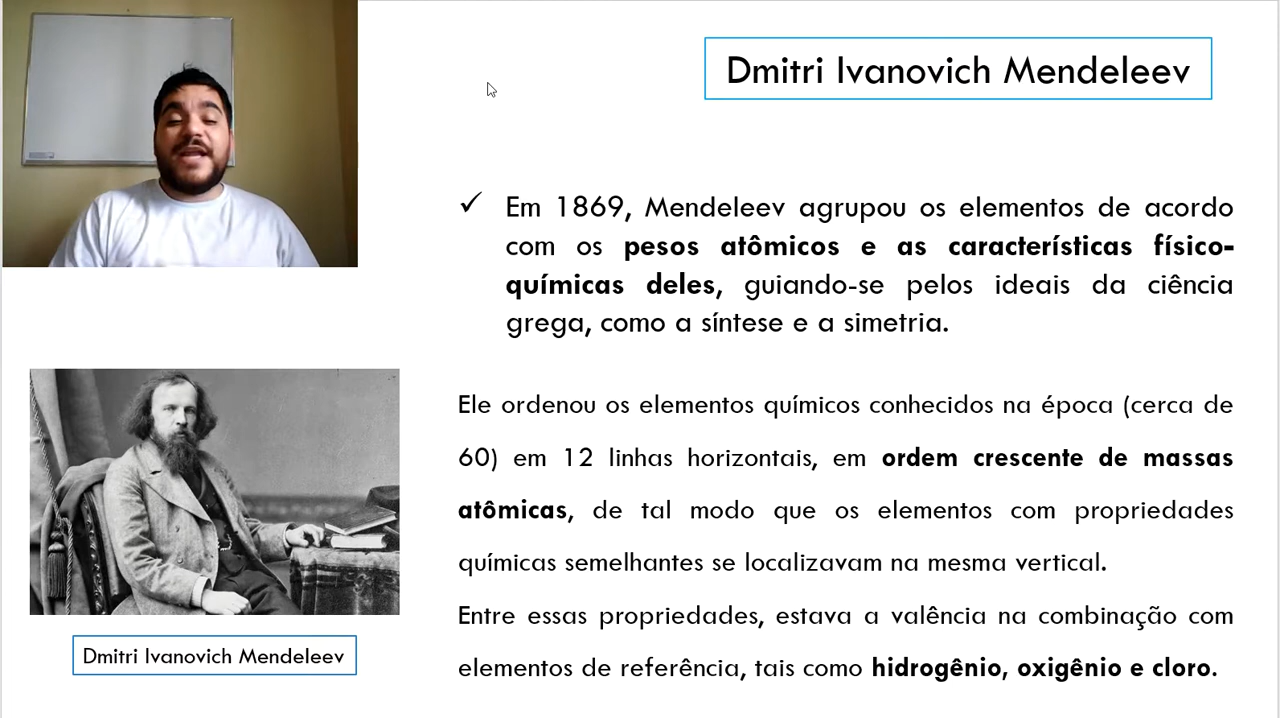 Dmitri Ivanovich Mendeleev
✓ Em 1869, Mendeleev agrupou os elementos de acordo
com os pesos atômicos e as características físico-
químicas deles, guiando-se pelos ideais da ciência
grega, como a síntese e a simetria.
Ele ordenou os elementos químicos conhecidos na época (cerca de
60) em 12 linhas horizontais, em ordem crescente de massas
atômicas, de tal modo que os elementos com propriedades
químicas semelhantes se localizavam na mesma vertical.
Entre essas propriedades, estava a valência na combinação com
elementos de referência, tais como hidrogênio, oxigênio e cloro.
Dmitri Ivanovich Mendeleev